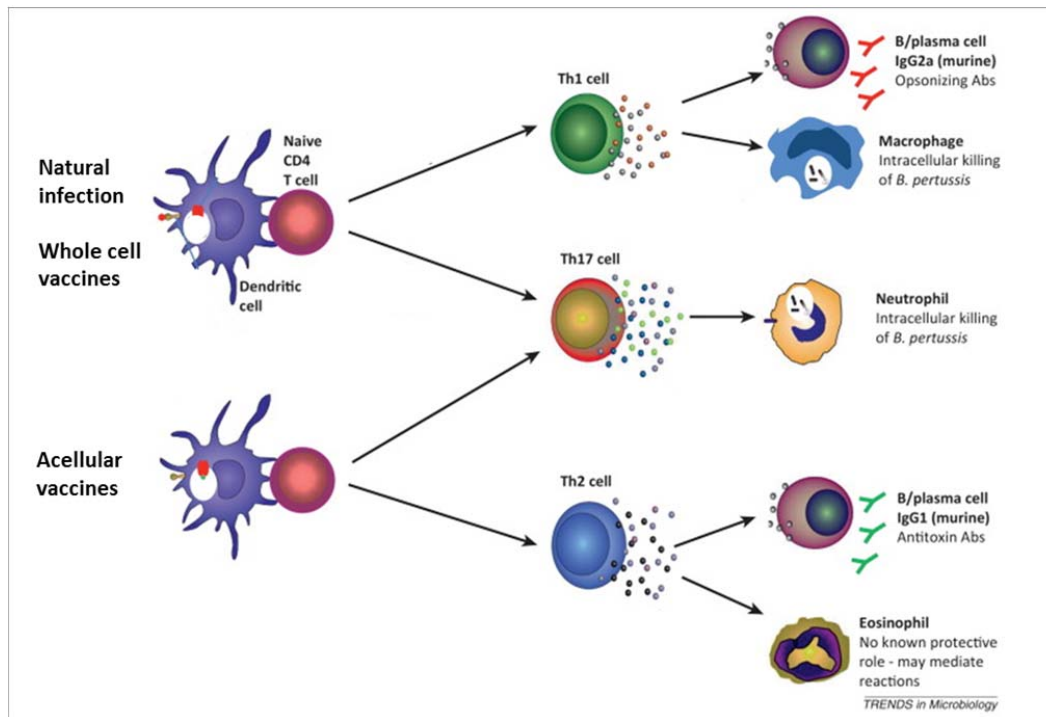 Natural
infection
Whole cell
vaccines
Naive
CD4
T cell
Dendritic
cell
Th1 cell
B/plasma cell
IgG2a (murine)
Opsonizing Abs
Macrophage
Intracellular killing
of B. pertussis
Th17 cell
Neutrophil
Intracellular killing
of B. pertussis
Acellular
vaccines
Th2 cell
B/plasma cell
IgG1 (murine)
Antitoxin Abs
Eosinophil
No known protective
role - may mediate
reactions
TRENDS in Microbiology